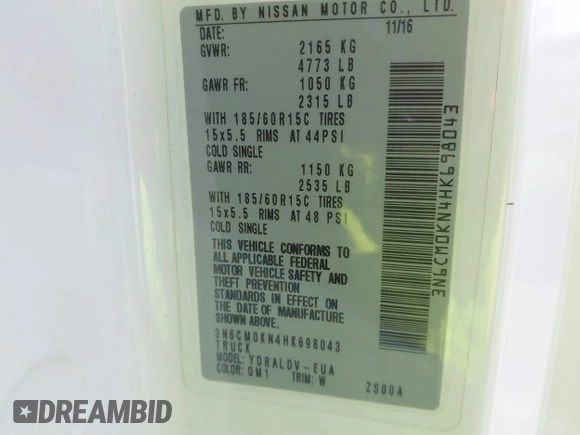 MFD. BY NISSAN MOTOR CO., LTD.
DATE: 11/16
GVWR: 2165 KG
4773 LB
GAWR FR: 1050 KG
2315 LB
WITH 185/60R15C TIRES
15x5.5 RIMS AT 44PSI
COLD SINGLE
GAWR RR: 1150 KG
2535 LB
WITH 185/60R15C TIRES
15x5.5 RIMS AT 48 PSI
COLD SINGLE
THIS VEHICLE CONFORMS TO
ALL APPLICABLE FEDERAL
MOTOR VEHICLE SAFETY AND
THEFT PREVENTION
STANDARDS IN EFFECT ON
THE DATE OF MANUFACTURE
SHOWN ABOVE.
3N6CM0KN4HK698043
TRUCK
MODEL: YDRALDV-EUA
COLOR: QM1 TRIM: W
ZS00A
3N6CM0KN4HK698043
DREAMBID